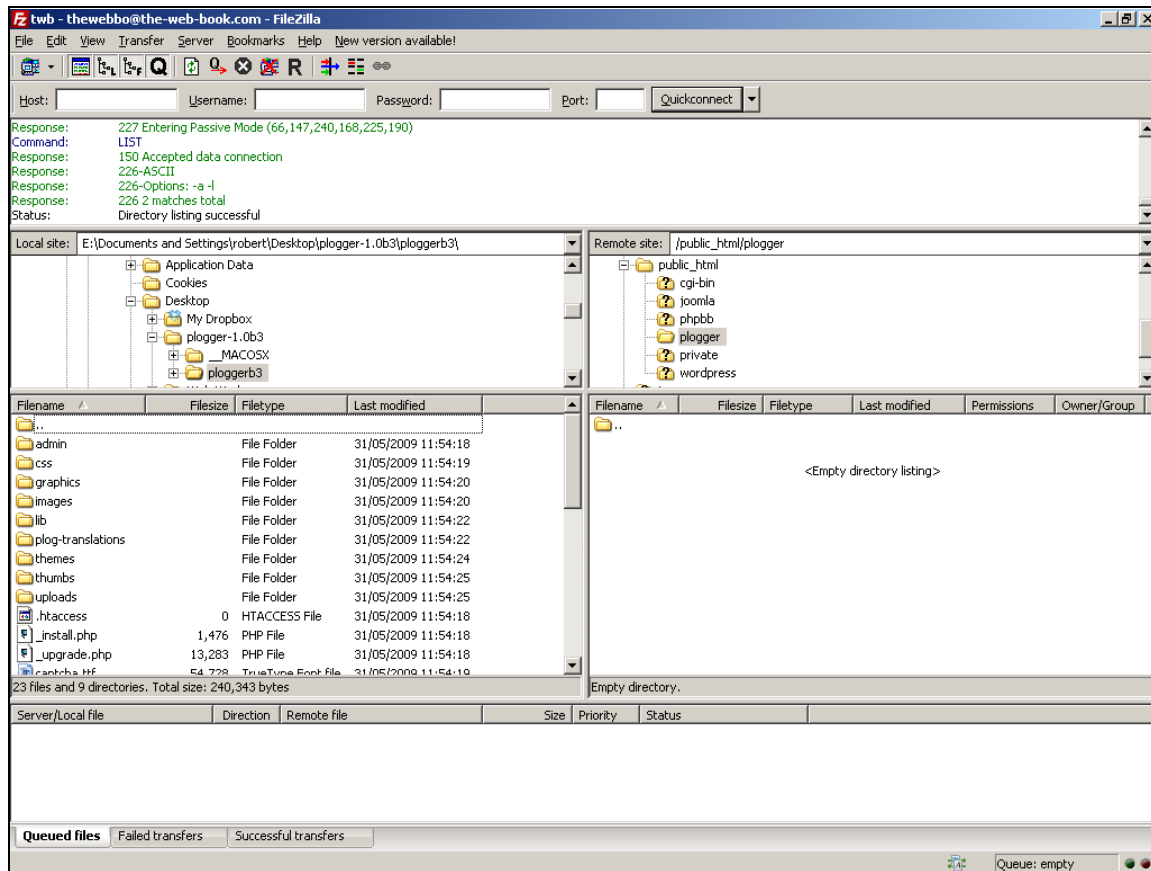 twb - thewebbo@the-web-book.com - FileZilla
File Edit View Transfer Server Bookmarks Help New version available!
Host: Username: Password: Port: Quickconnect
Response: 227 Entering Passive Mode (66,147,240,168,225,190)
Command: LIST
Response: 150 Accepted data connection
Response: 226-ASCII
Response: 226-Options: -a -l
Response: 226 2 matches total
Status: Directory listing successful
Local site: E:\Documents and Settings\robert\Desktop\plogger-1.0b3\ploggerb3\
Application Data
Cookies
Desktop
My Dropbox
plogger-1.0b3
__MACOSX
ploggerb3
Remote site: /public_html/plogger
public_html
cgi-bin
joomla
phpbb
plogger
private
wordpress
Filename Filesize Filetype Last modified
..
admin File Folder 31/05/2009 11:54:18
css File Folder 31/05/2009 11:54:19
graphics File Folder 31/05/2009 11:54:20
images File Folder 31/05/2009 11:54:20
lib File Folder 31/05/2009 11:54:22
plog-translations File Folder 31/05/2009 11:54:22
themes File Folder 31/05/2009 11:54:24
thumbs File Folder 31/05/2009 11:54:25
uploads File Folder 31/05/2009 11:54:25
.htaccess 0 HTACCESS File 31/05/2009 11:54:18
_install.php 1,476 PHP File 31/05/2009 11:54:18
_upgrade.php 13,283 PHP File 31/05/2009 11:54:18
captcha.ttf 54,728 TrueType Font file 31/05/2009 11:54:19
23 files and 9 directories. Total size: 240,343 bytes
Filename Filesize Filetype Last modified Permissions Owner/Group
..
<Empty directory listing>
Empty directory.
Server/Local file Direction Remote file Size Priority Status
Queued files Failed transfers Successful transfers
Queue: empty